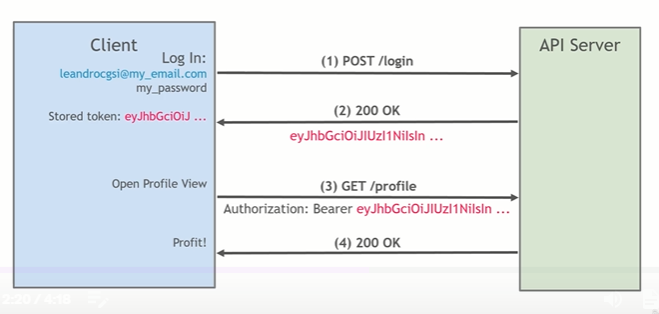 Client
API Server
Log In:
leandrocgsi@my_email.com
my_password
(1) POST /login
(2) 200 OK
Stored token: eyJhbGciOiJ ...
eyJhbGciOiJIUzI1NiIsIn ...
Open Profile View
(3) GET /profile
Authorization: Bearer eyJhbGciOiJIUzI1NiIsIn ...
Profit!
(4) 200 OK
2:20 / 4:18